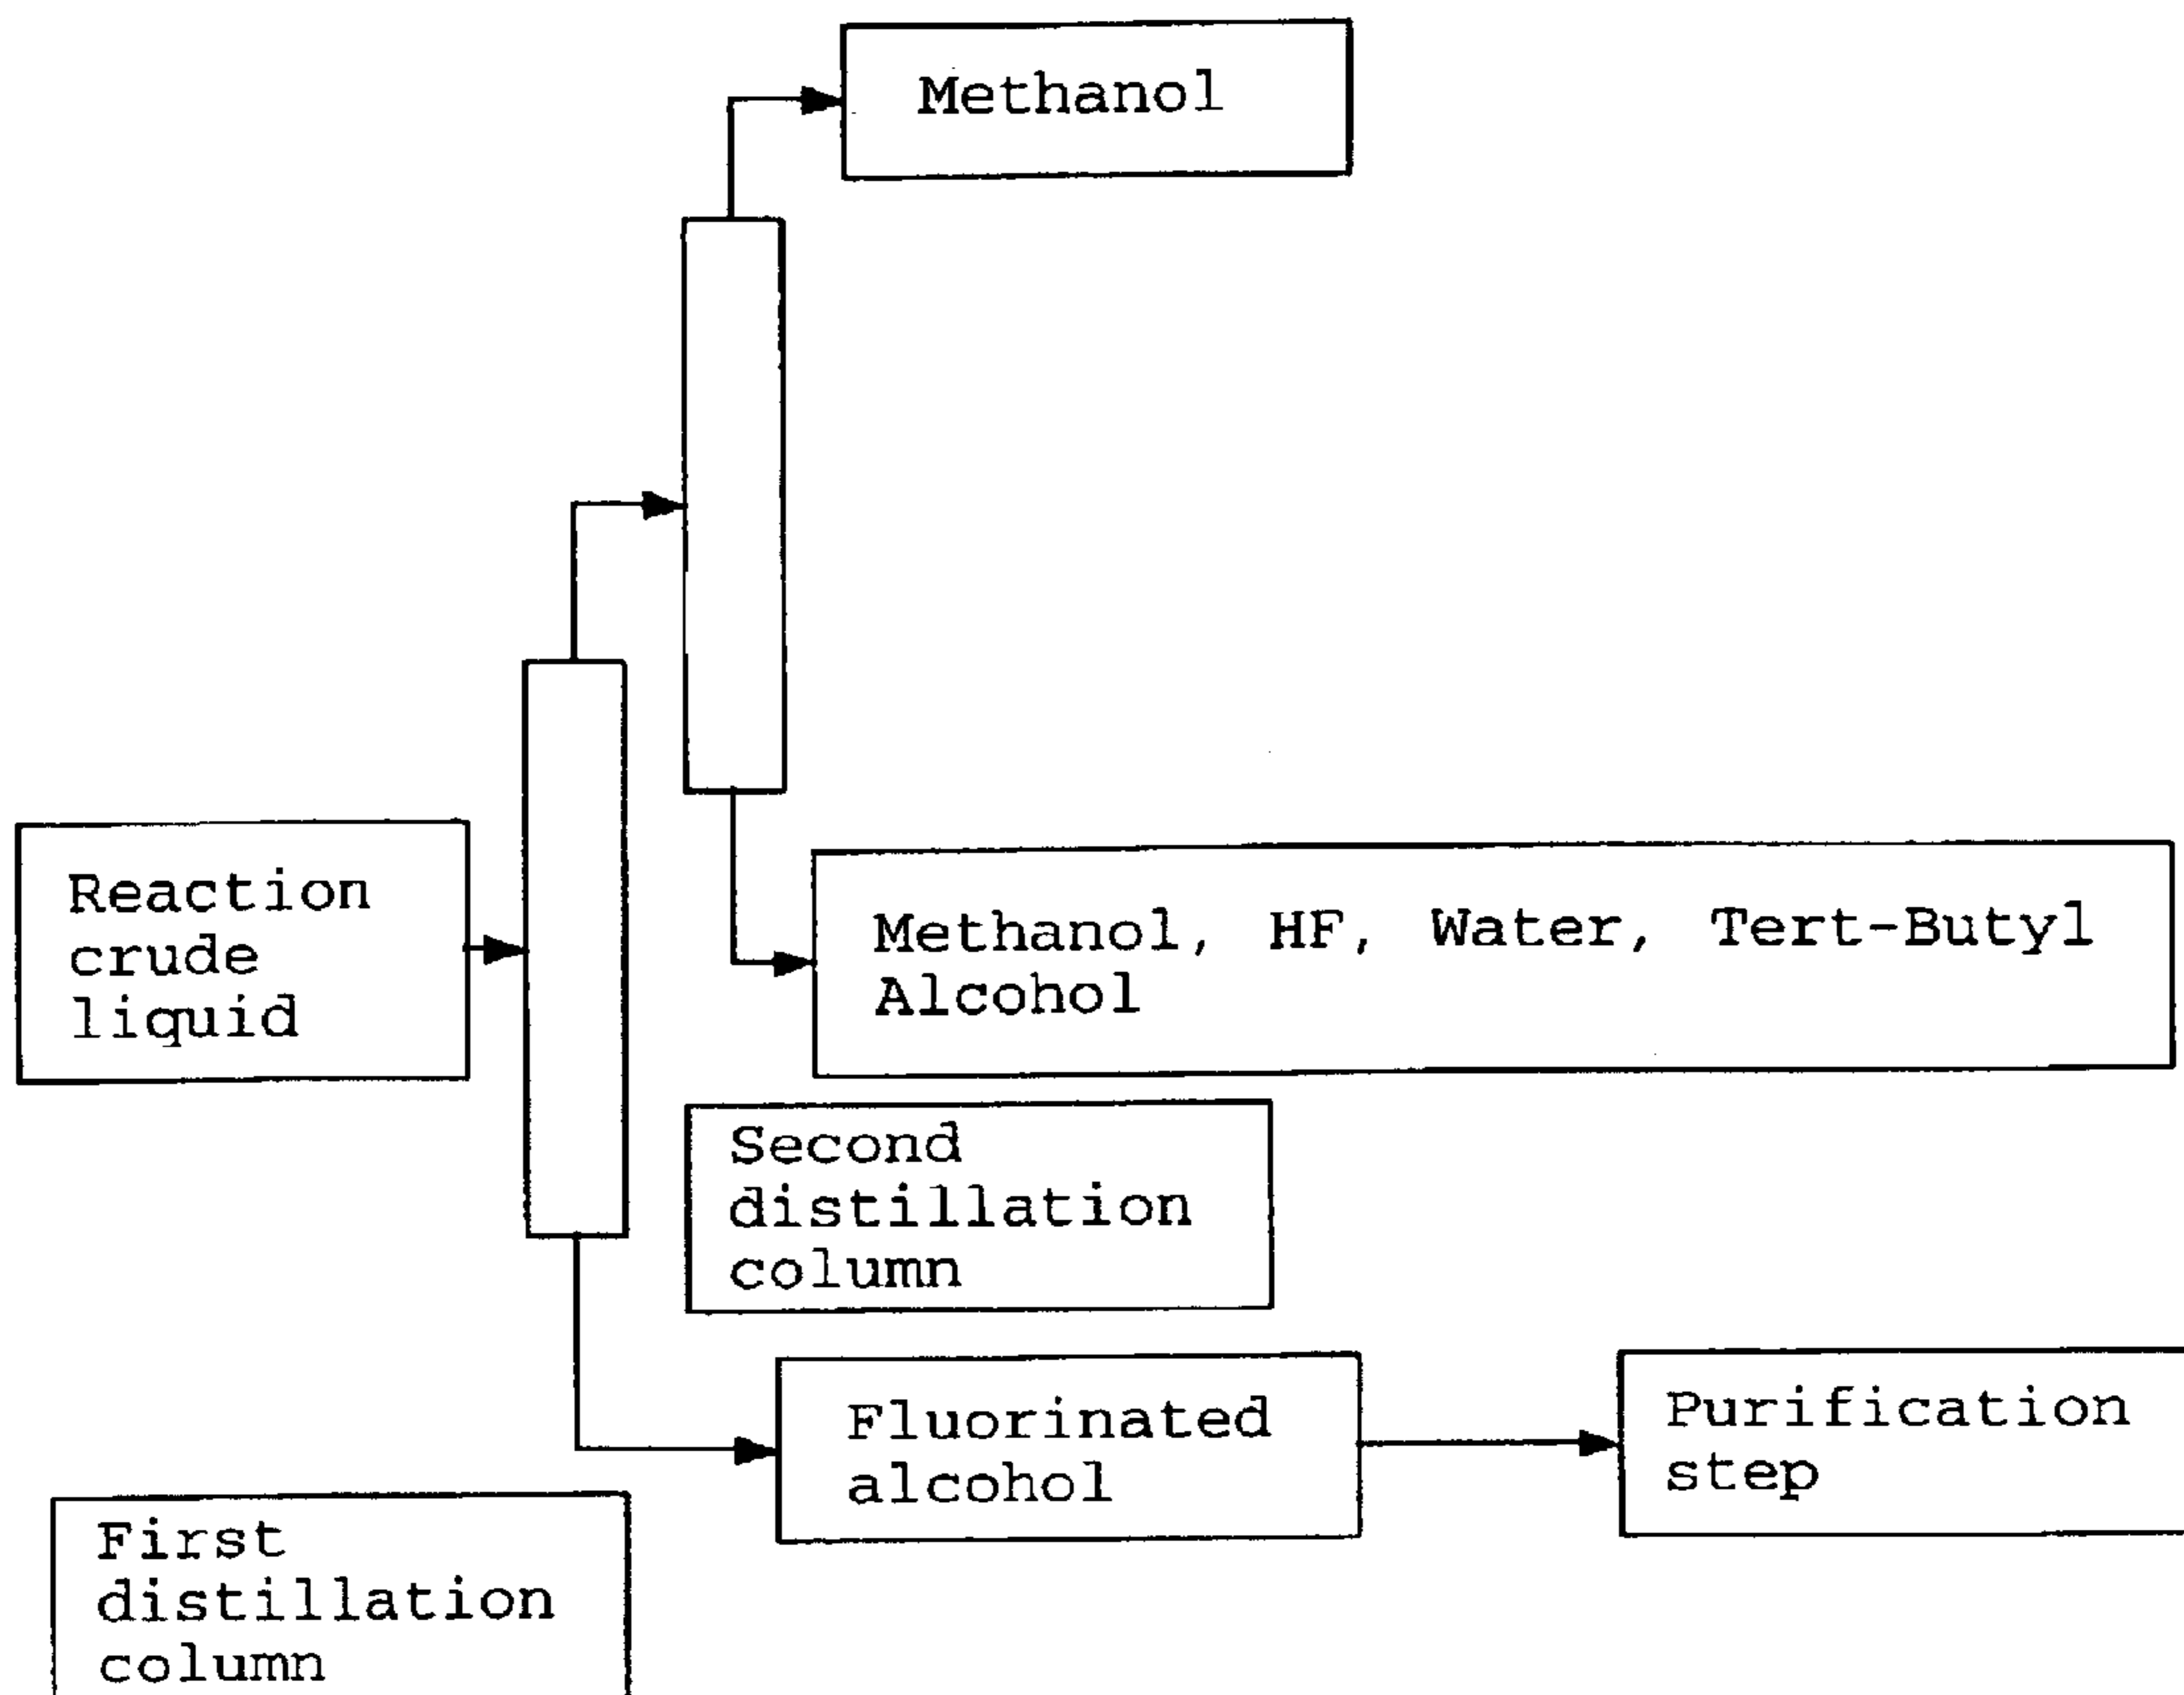 Methanol
Reaction
crude
liquid
Methanol, HF, Water, Tert-Butyl
Alcohol
Second
distillation
column
Fluorinated
alcohol
Purification
step
First
distillation
column